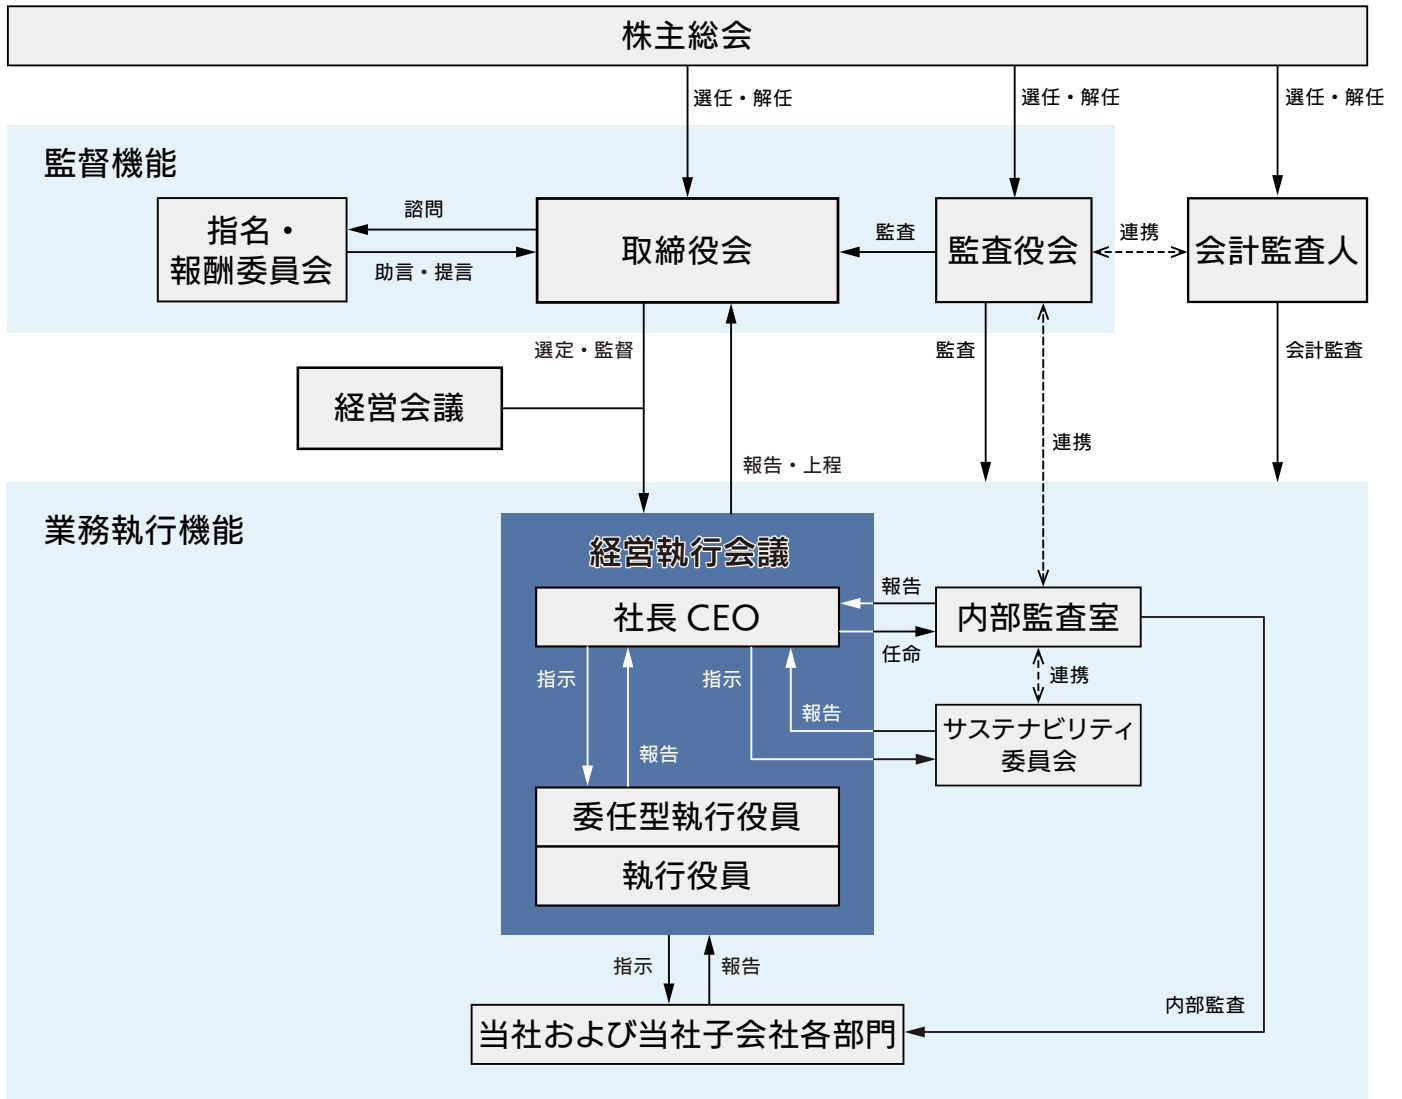 株主総会
選任・解任
選任・解任
選任・解任
監督機能
指名・
報酬委員会
諮問
助言・提言
取締役会
監査
監査役会
連携
会計監査人
選定・監督
監査
会計監査
経営会議
報告・上程
連携
業務執行機能
経営執行会議
社長 CEO
報告
任命
内部監査室
指示
報告
指示
報告
連携
サステナビリティ
委員会
委任型執行役員
執行役員
指示
報告
内部監査
当社および当社子会社各部門